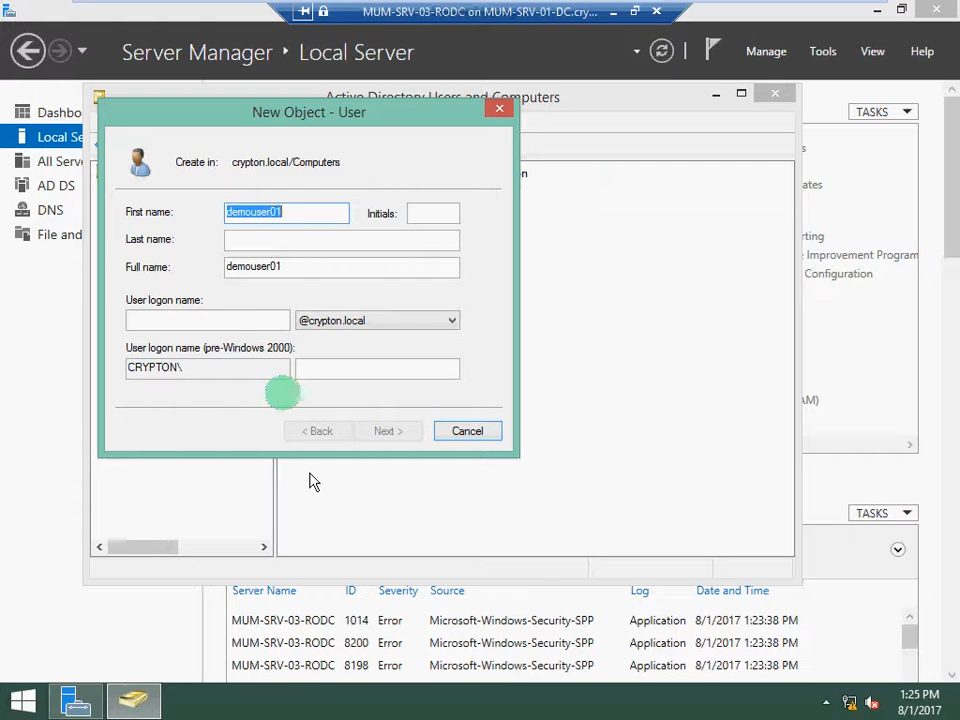 MUM-SRV-03-RODC on MUM-SRV-01-DC.cry...
Server Manager ‣ Local Server
Manage Tools View Help
Dashbo
Local Se
All Serve
AD DS
DNS
File and
Active Directory Users and Computers
TASKS
New Object - User
Create in: crypton.local/Computers
First name: demouser01 Initials:
Last name:
Full name: demouser01
User logon name:
@crypton.local
User logon name (pre-Windows 2000):
CRYPTON\
< Back Next > Cancel
on
s
ates
rting
e Improvement Program
Configuration
AM)
TASKS
Server Name ID Severity Source Log Date and Time
MUM-SRV-03-RODC 1014 Error Microsoft-Windows-Security-SPP Application 8/1/2017 1:23:38 PM
MUM-SRV-03-RODC 8200 Error Microsoft-Windows-Security-SPP Application 8/1/2017 1:23:38 PM
MUM-SRV-03-RODC 8198 Error Microsoft-Windows-Security-SPP Application 8/1/2017 1:23:38 PM
1:25 PM
8/1/2017